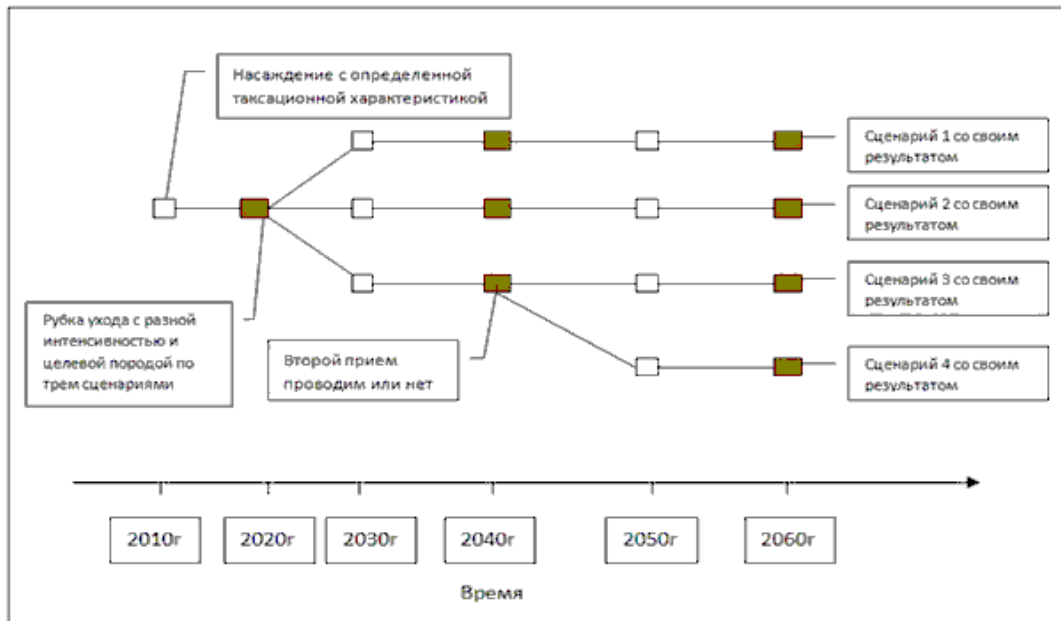 Насаждение с определенной
таксационной характеристикой
Сценарий 1 со своим
результатом
Сценарий 2 со своим
результатом
Сценарий 3 со своим
результатом
Рубка ухода с разной
интенсивностью и
целевой породой по
трем сценариями
Второй прием
проводим или нет
Сценарий 4 со своим
результатом
2010г
2020г
2030г
2040г
2050г
2060г
Время